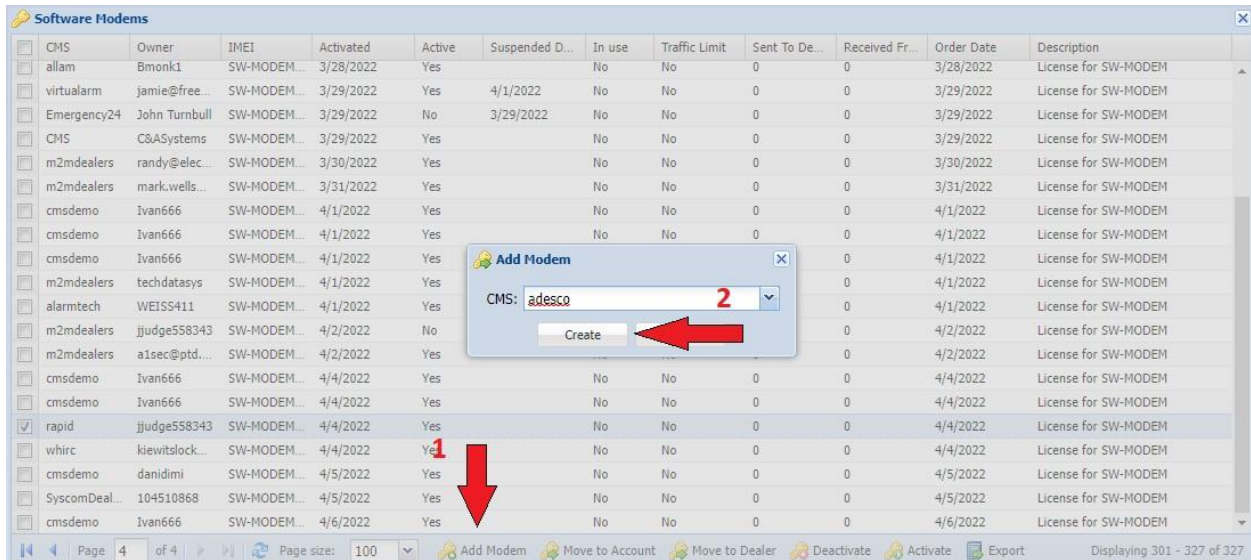 Software Modems
CMS Owner IMEI Activated Active Suspended D... In use Traffic Limit Sent To De... Received Fr... Order Date Description
allam Bmonk1 SW-MODEM... 3/28/2022 Yes No No 0 0 3/28/2022 License for SW-MODEM
virtualarm jamie@free... SW-MODEM... 3/29/2022 Yes 4/1/2022 No No 0 0 3/29/2022 License for SW-MODEM
Emergency24 John Turnbull SW-MODEM... 3/29/2022 No 3/29/2022 No No 0 0 3/29/2022 License for SW-MODEM
CMS C&ASystems SW-MODEM... 3/29/2022 Yes No No 0 0 3/29/2022 License for SW-MODEM
m2mdealers randy@elec... SW-MODEM... 3/30/2022 Yes No No 0 0 3/30/2022 License for SW-MODEM
m2mdealers mark.wells... SW-MODEM... 3/31/2022 Yes No No 0 0 3/31/2022 License for SW-MODEM
cmsdemo Ivan666 SW-MODEM... 4/1/2022 Yes No No 0 0 4/1/2022 License for SW-MODEM
cmsdemo Ivan666 SW-MODEM... 4/1/2022 Yes No No 0 0 4/1/2022 License for SW-MODEM
cmsdemo Ivan666 SW-MODEM... 4/1/2022 Yes 0 4/1/2022 License for SW-MODEM
Add Modem
m2mdealers techdatasys SW-MODEM... 4/1/2022 Yes 0 4/1/2022 License for SW-MODEM
CMS: adesco 2
alarmtech WEISS411 SW-MODEM... 4/1/2022 Yes 0 4/1/2022 License for SW-MODEM
m2mdealers jjudge558343 SW-MODEM... 4/2/2022 No 0 4/2/2022 License for SW-MODEM
Create
m2mdealers a1sec@ptd.... SW-MODEM... 4/2/2022 Yes 0 4/2/2022 License for SW-MODEM
cmsdemo Ivan666 SW-MODEM... 4/4/2022 Yes No No 0 0 4/4/2022 License for SW-MODEM
cmsdemo Ivan666 SW-MODEM... 4/4/2022 Yes No No 0 0 4/4/2022 License for SW-MODEM
rapid jjudge558343 SW-MODEM... 4/4/2022 Yes No No 0 0 4/4/2022 License for SW-MODEM
whirc kiewitslock... SW-MODEM... 4/4/2022 Yes 1 No No 0 0 4/4/2022 License for SW-MODEM
cmsdemo danidimi SW-MODEM... 4/5/2022 Yes No No 0 0 4/5/2022 License for SW-MODEM
SyscomDeal... 104510868 SW-MODEM... 4/5/2022 Yes No No 0 0 4/5/2022 License for SW-MODEM
cmsdemo Ivan666 SW-MODEM... 4/6/2022 Yes No No 0 0 4/6/2022 License for SW-MODEM
Page 4 of 4 Page size: 100 Add Modem Move to Account Move to Dealer Deactivate Activate Export Displaying 301 - 327 of 327